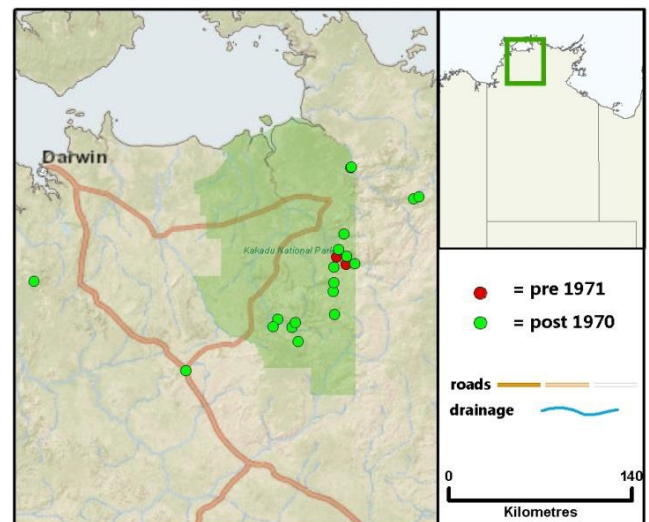 Darwin
Kakadu National Park
= pre 1971
= post 1970
roads
drainage
0 140
Kilometres